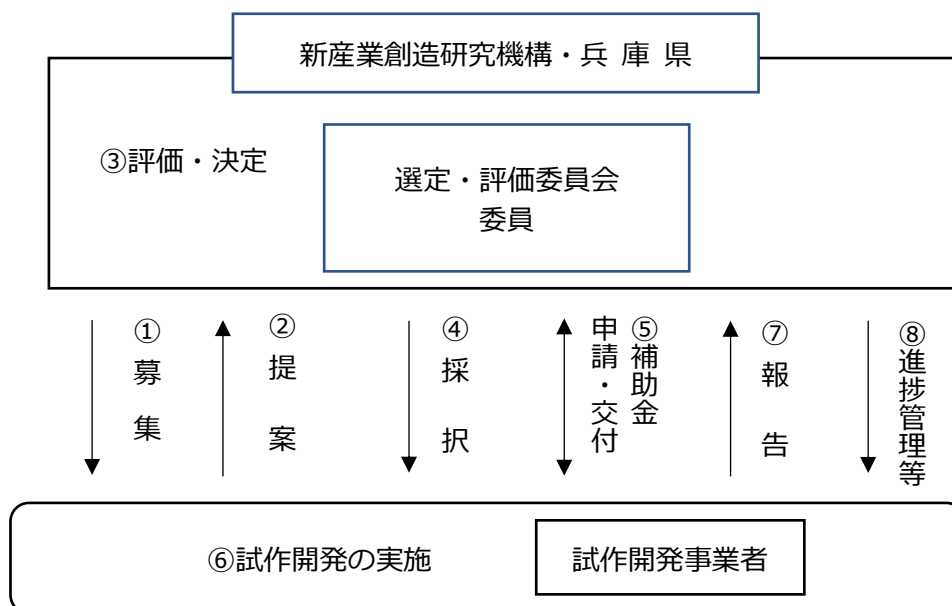 新産業創造研究機構・兵 庫 県
③評価・決定
選定・評価委員会
委員
①募集
②提案
④採択
⑤補助金
申請・交付
⑦報告
⑧進捗管理等
⑥試作開発の実施
試作開発事業者